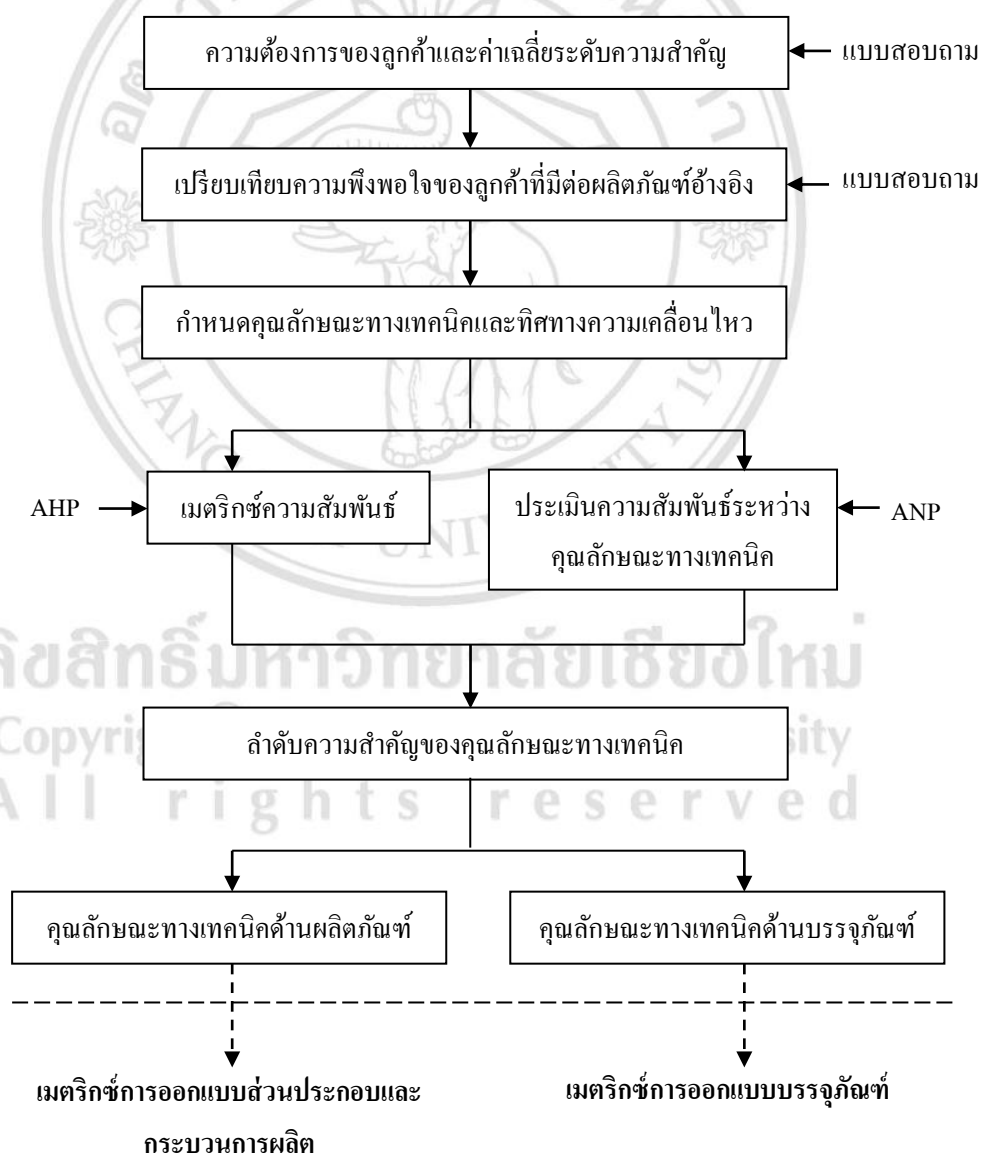 ความต้องการของลูกค้าและค่าเฉลี่ยระดับความสำคัญ
แบบสอบถาม
เปรียบเทียบความพึงพอใจของลูกค้าที่มีต่อผลิตภัณฑ์อ้างอิง
แบบสอบถาม
กำหนดคุณลักษณะทางเทคนิคและทิศทางความเคลื่อนไหว
AHP
เมตริกซ์ความสัมพันธ์
ประเมินความสัมพันธ์ระหว่าง
คุณลักษณะทางเทคนิค
ANP
ลิขสิทธิ์มหาวิทยาลัยเชียงใหม่
ลำดับความสำคัญของคุณลักษณะทางเทคนิค
All rights reserved
คุณลักษณะทางเทคนิคด้านผลิตภัณฑ์
คุณลักษณะทางเทคนิคด้านบรรจุภัณฑ์
เมตริกซ์การออกแบบส่วนประกอบและ
กระบวนการผลิต
เมตริกซ์การออกแบบบรรจุภัณฑ์